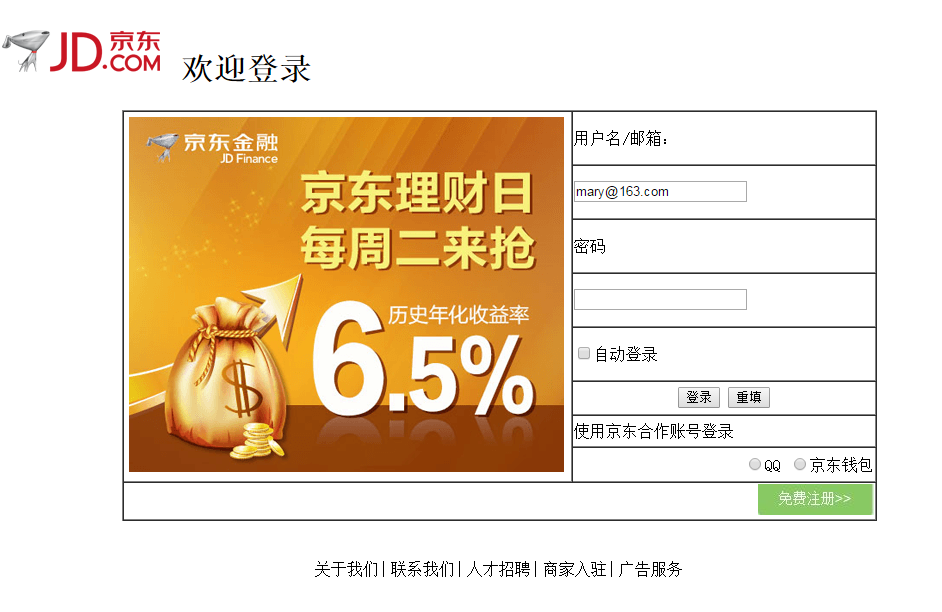 JD京东
.COM
欢迎登录
京东金融
JD Finance
京东理财日
每周二来抢
历史年化收益率
6.5%
用户名/邮箱：
mary@163.com
密码
自动登录
登录 重填
使用京东合作账号登录
QQ 京东钱包
免费注册>>
关于我们| 联系我们| 人才招聘| 商家入驻| 广告服务